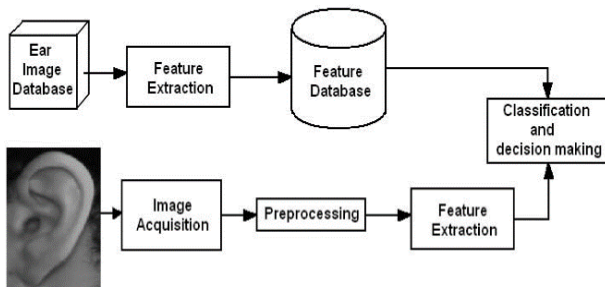 Ear
Image
Database
Feature
Extraction
Feature
Database
Classification
and
decision making
Image
Acquisition
Preprocessing
Feature
Extraction